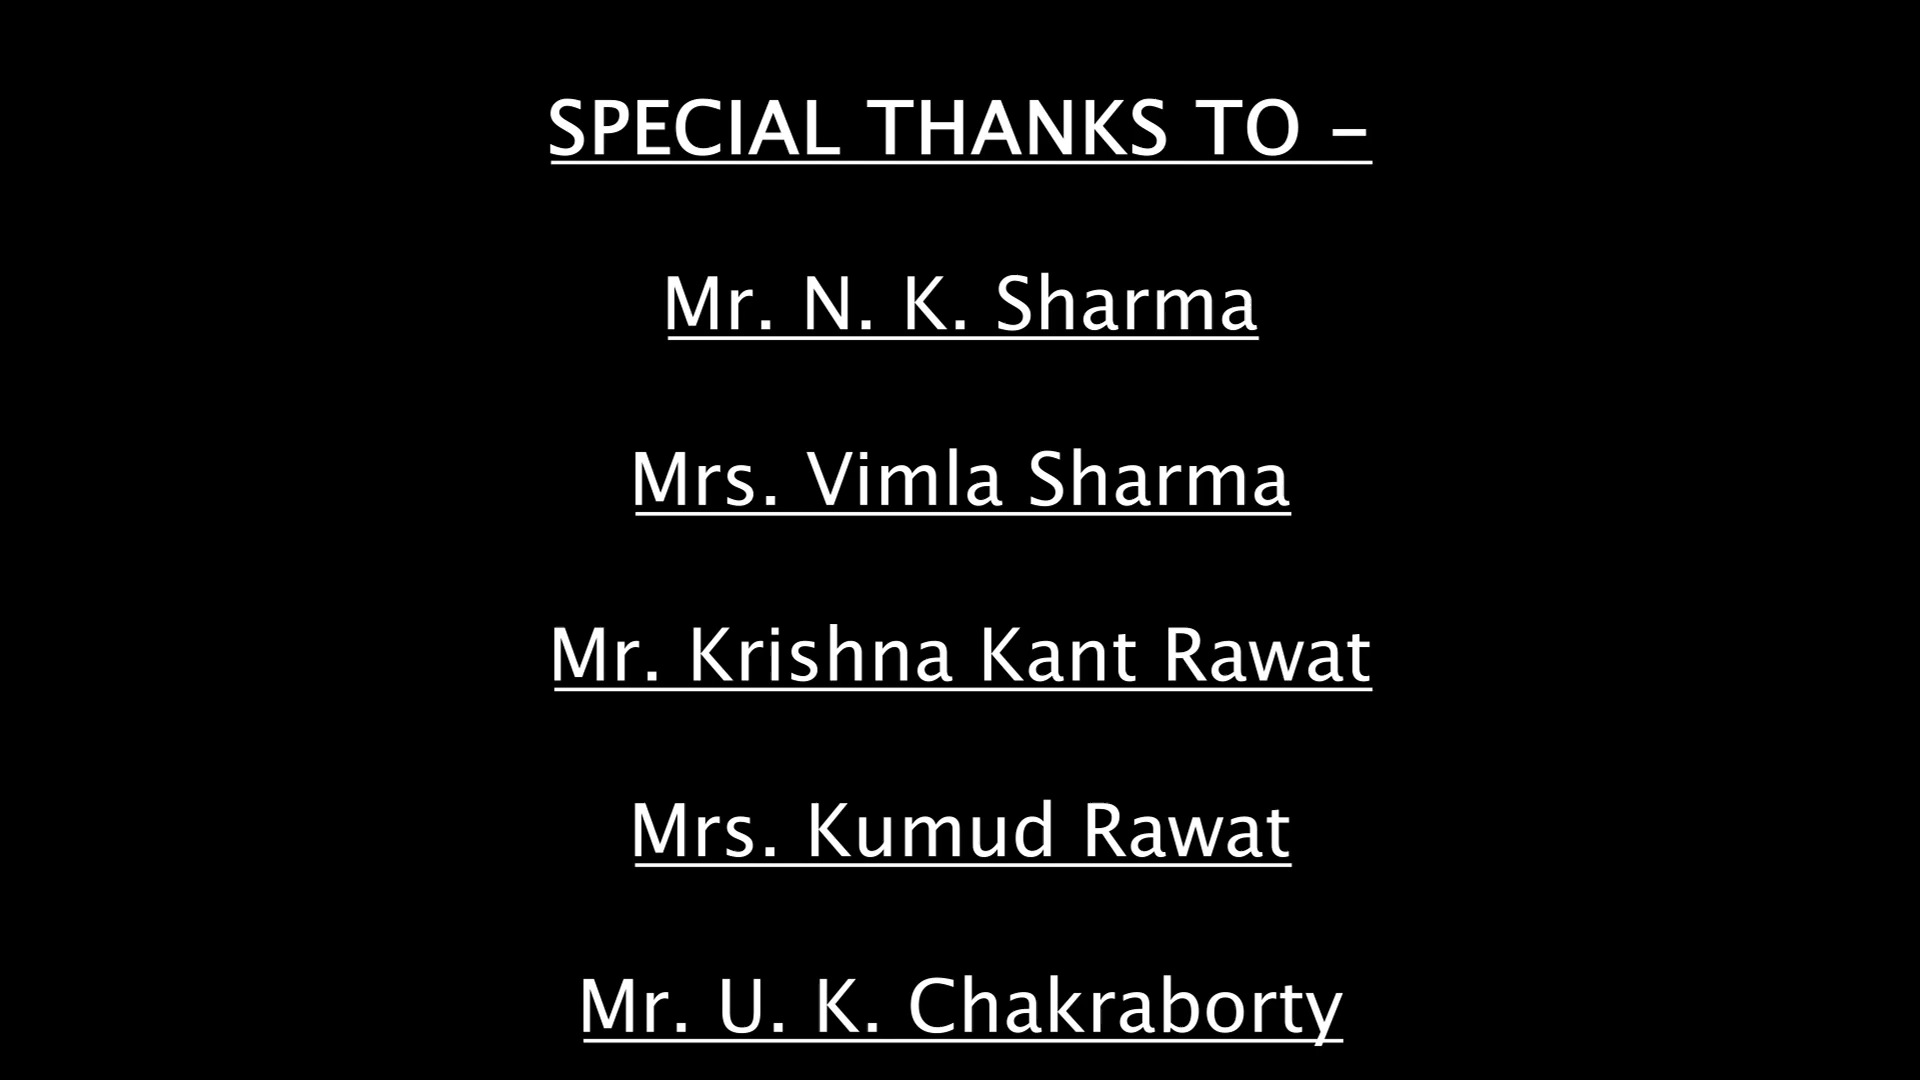 SPECIAL THANKS TO –
Mr. N. K. Sharma
Mrs. Vimla Sharma
Mr. Krishna Kant Rawat
Mrs. Kumud Rawat
Mr. U. K. Chakraborty